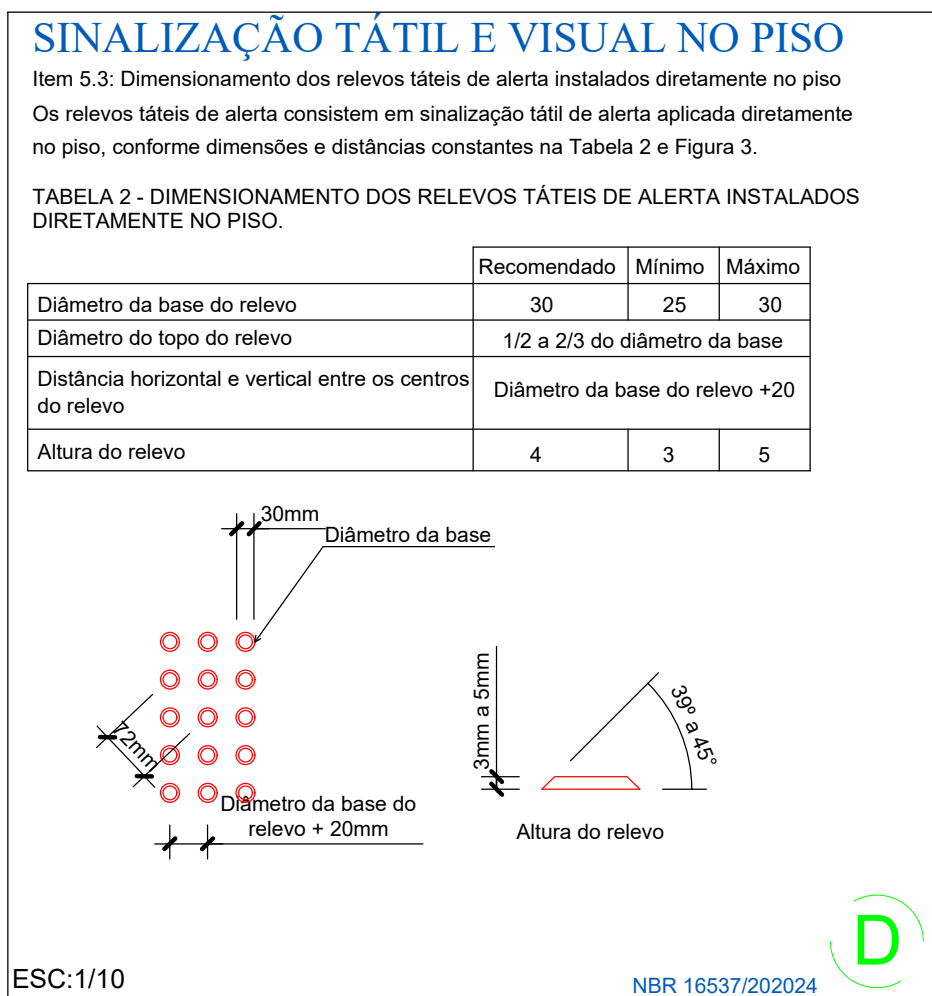 SINALIZAÇÃO TÁTIL E VISUAL NO PISO
Item 5.3: Dimensionamento dos relevos táteis de alerta instalados diretamente no piso
Os relevos táteis de alerta consistem em sinalização tátil de alerta aplicada diretamente
no piso, conforme dimensões e distâncias constantes na Tabela 2 e Figura 3.
TABELA 2 - DIMENSIONAMENTO DOS RELEVOS TÁTEIS DE ALERTA INSTALADOS
DIRETAMENTE NO PISO.
Recomendado Mínimo Máximo
Diâmetro da base do relevo 30 25 30
Diâmetro do topo do relevo 1/2 a 2/3 do diâmetro da base
Distância horizontal e vertical entre os centros
do relevo
Diâmetro da base do relevo +20
Altura do relevo 4 3 5
30mm
Diâmetro da base
72mm
Diâmetro da base do
relevo + 20mm
3mm a 5mm
39º a 45°
Altura do relevo
D
ESC:1/10
NBR 16537/202024